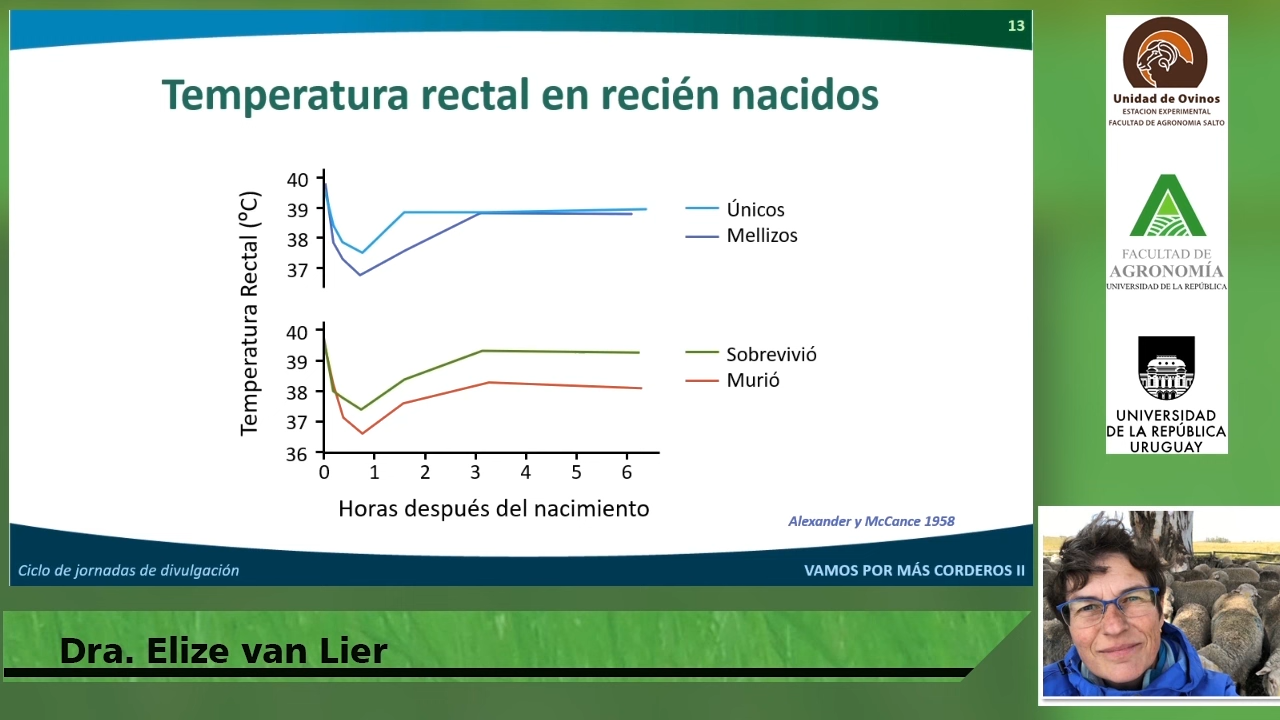 13
Temperatura rectal en recién nacidos
Temperatura Rectal (ºC)
40
39
38
37
Únicos
Mellizos
40
39
38
37
36
Sobrevivió
Murió
0 1 2 3 4 5 6
Horas después del nacimiento
Alexander y McCance 1958
Ciclo de jornadas de divulgación
VAMOS POR MÁS CORDEROS II
Dra. Elize van Lier
Unidad de Ovinos
ESTACION EXPERIMENTAL
FACULTAD DE AGRONOMIA SALTO
FACULTAD DE
AGRONOMÍA
UNIVERSIDAD DE LA REPÚBLICA
UNIVERSIDAD
DE LA REPÚBLICA
URUGUAY